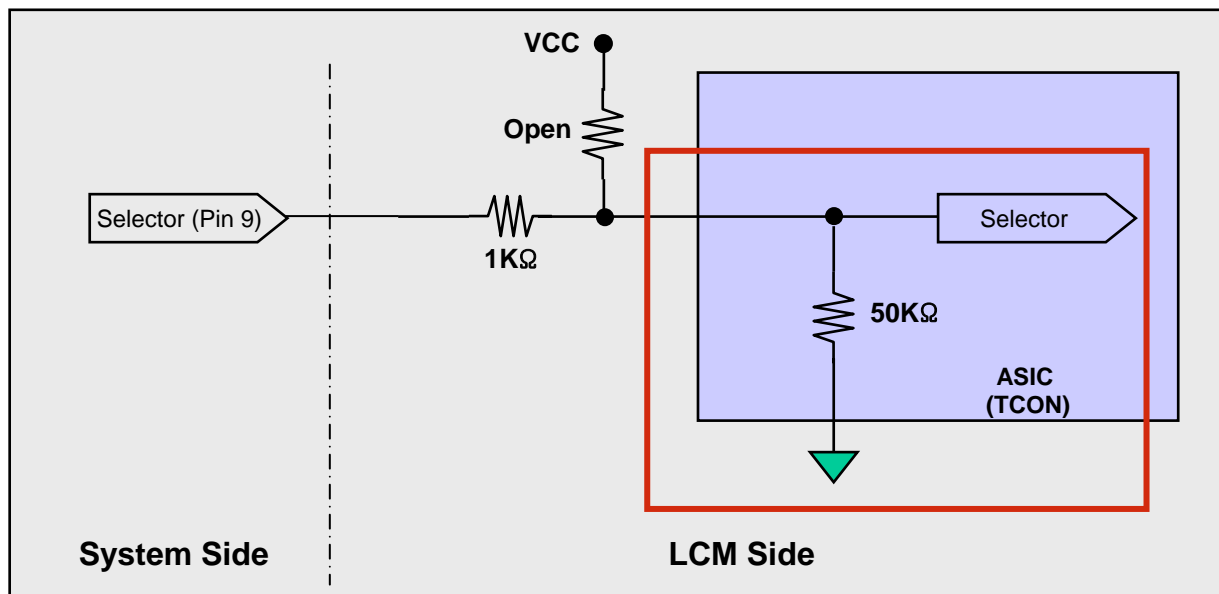 VCC
Open
Selector (Pin 9)
Selector
1KΩ
50KΩ
ASIC
(TCON)
System Side
LCM Side